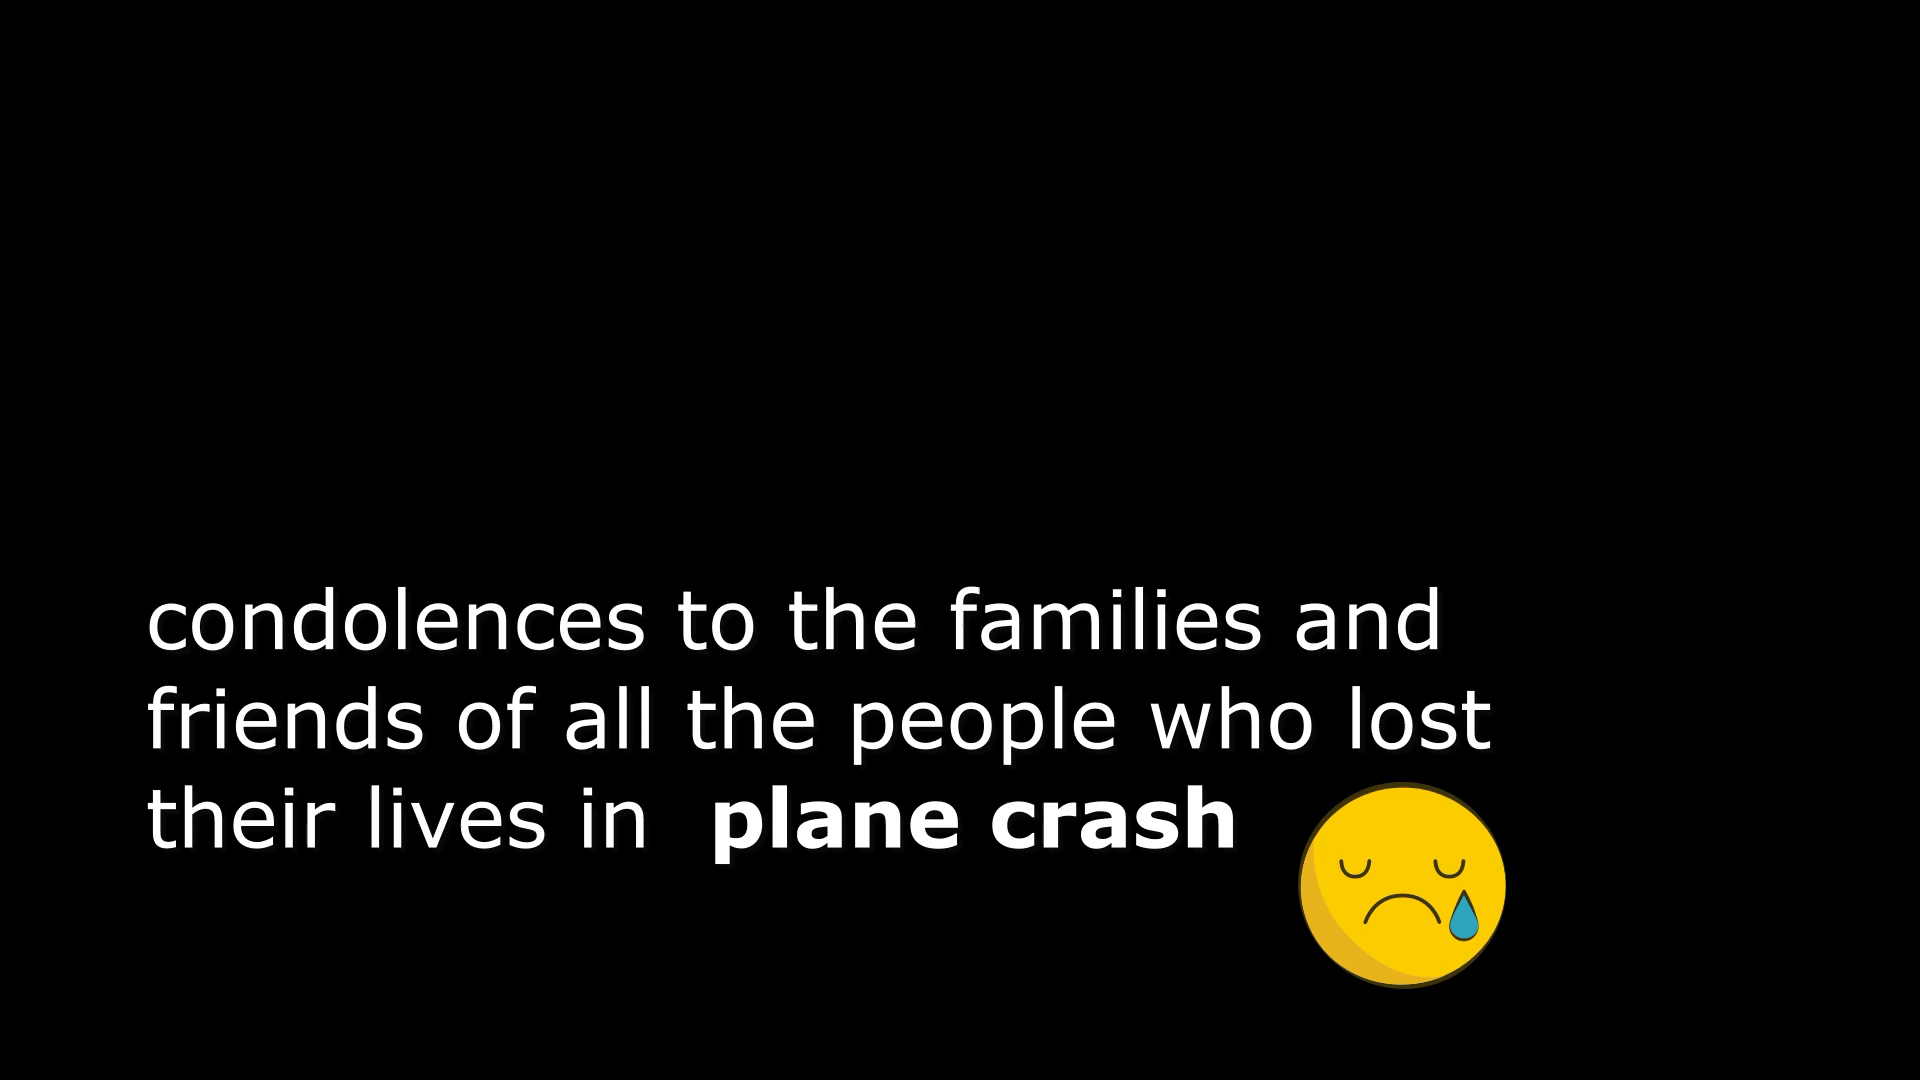 condolences to the families and
friends of all the people who lost
their lives in plane crash